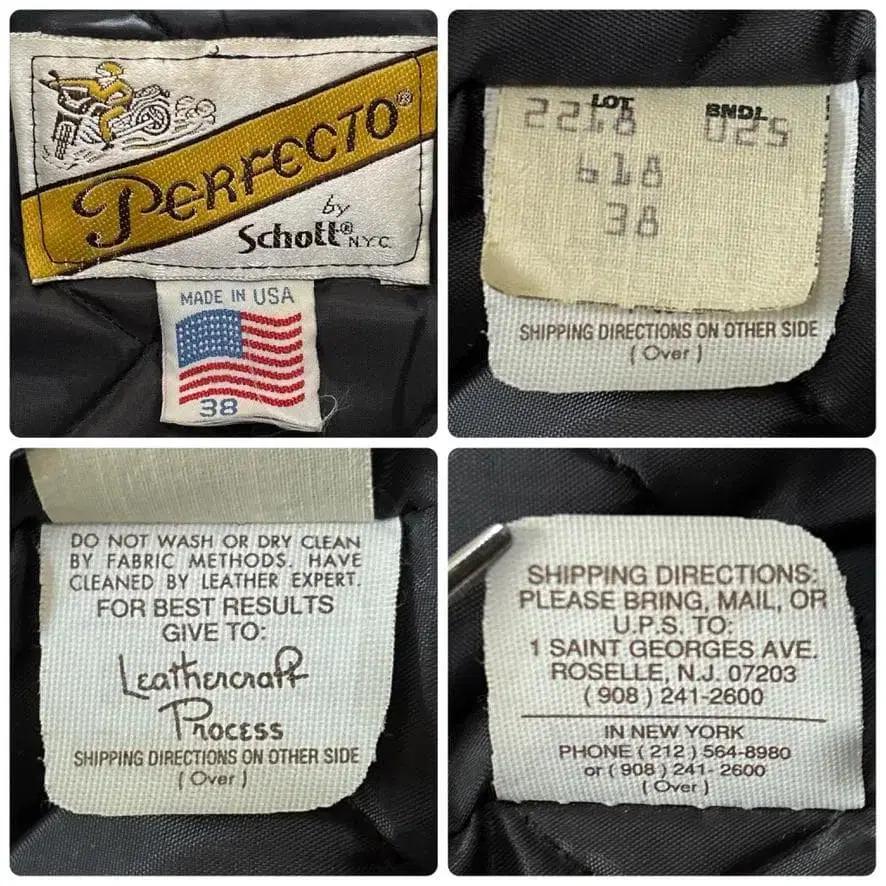 PERFECTO®
by
Schott® N.Y.C.
MADE IN USA
38
LOT BNDL
2218 025
618
38
SHIPPING DIRECTIONS ON OTHER SIDE
( Over )
DO NOT WASH OR DRY CLEAN
BY FABRIC METHODS. HAVE
CLEANED BY LEATHER EXPERT.
FOR BEST RESULTS
GIVE TO:
Leathercraft
Process
SHIPPING DIRECTIONS ON OTHER SIDE
( Over )
SHIPPING DIRECTIONS:
PLEASE BRING, MAIL, OR
U.P.S. TO:
1 SAINT GEORGES AVE.
ROSELLE, N.J. 07203
( 908 ) 241-2600
IN NEW YORK
PHONE ( 212 ) 564-8980
or ( 908 ) 241- 2600
( Over )